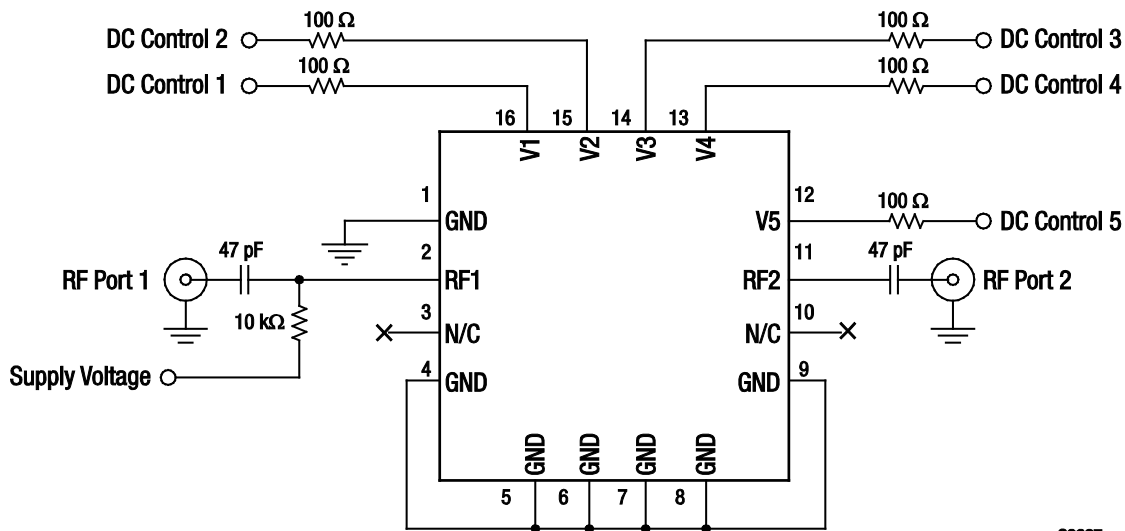 100 Ω
100 Ω
DC Control 2
DC Control 3
100 Ω
100 Ω
DC Control 1
DC Control 4
16 15 14 13
V1 V2 V3 V4
1
12
100 Ω
GND
V5
DC Control 5
47 pF
2
11
47 pF
RF Port 1
RF1
RF2
RF Port 2
10 kΩ
3
10
N/C
N/C
Supply Voltage
4
9
GND
GND
GND GND GND GND
5 6 7 8